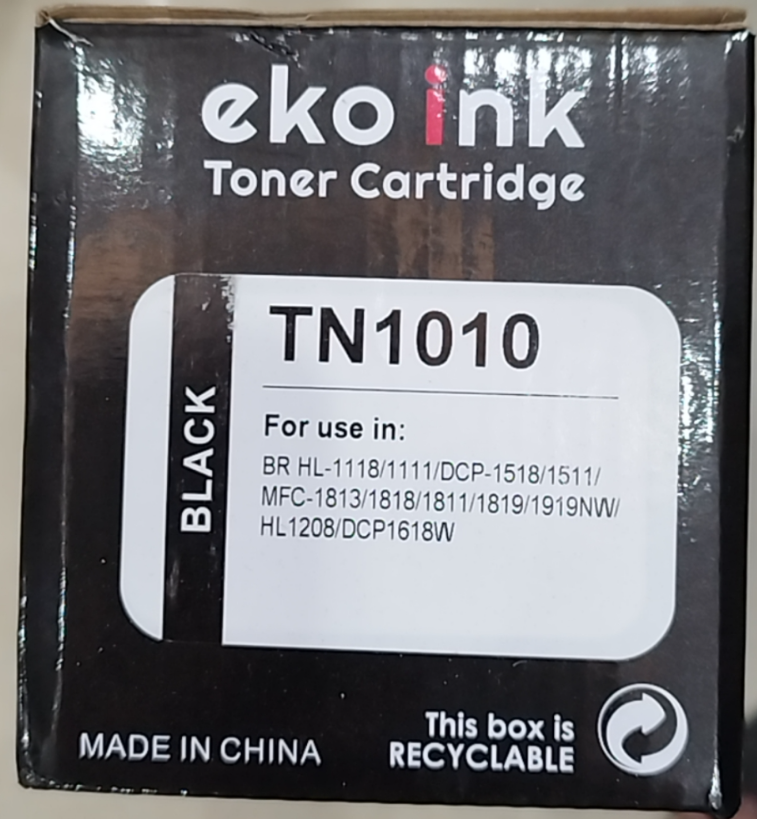 eko ink
Toner Cartridge
BLACK
TN1010
For use in:
BR HL-1118/1111/DCP-1518/1511/
MFC-1813/1818/1811/1819/1919NW/
HL1208/DCP1618W
MADE IN CHINA
This box is
RECYCLABLE